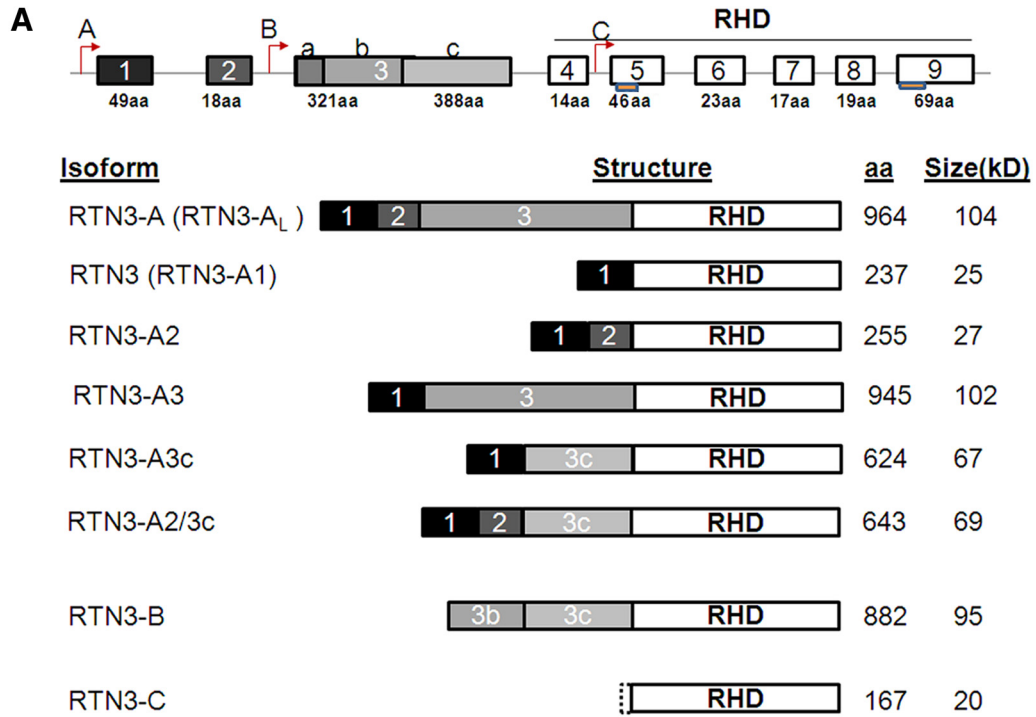 A
RHD
A B C
a b c
1 2 3 4 5 6 7 8 9
49aa 18aa 321aa 388aa 14aa 46aa 23aa 17aa 19aa 69aa
Isoform Structure aa Size(kD)
RTN3-A (RTN3-AL ) 1 2 3 RHD 964 104
RTN3 (RTN3-A1) 1 RHD 237 25
RTN3-A2 1 2 RHD 255 27
RTN3-A3 1 3 RHD 945 102
RTN3-A3c 1 3c RHD 624 67
RTN3-A2/3c 1 2 3c RHD 643 69
RTN3-B 3b 3c RHD 882 95
RTN3-C RHD 167 20